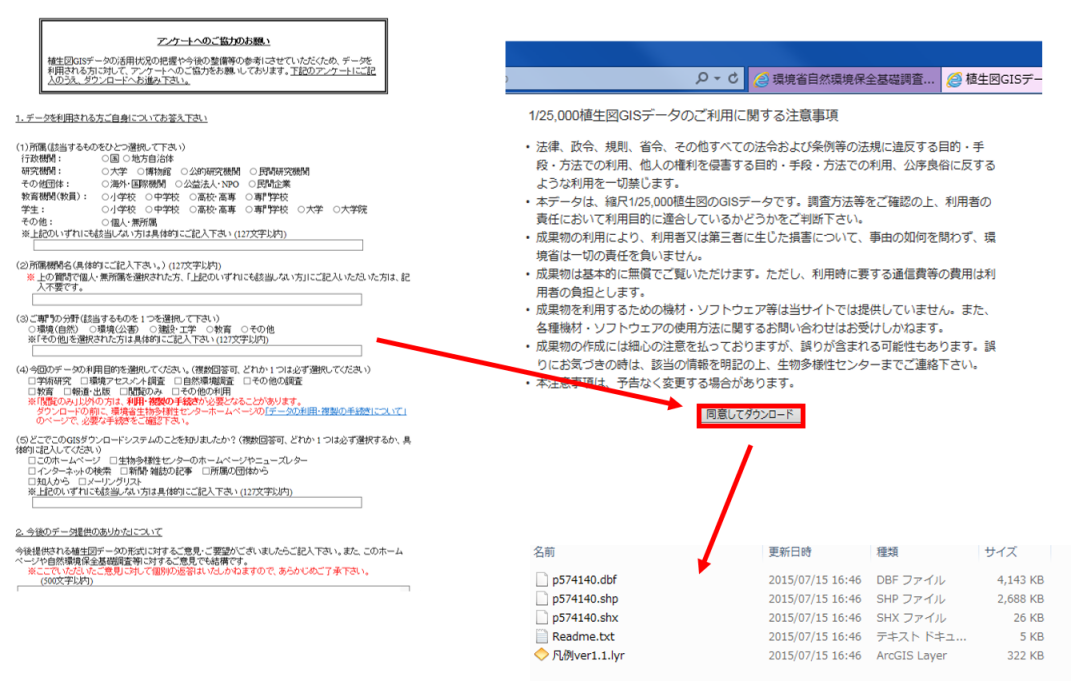 アンケートへのご協力のお願い
植生図GISデータの活用状況の把握や今後の整備等の参考にさせていただくため、データを
利用される方に対して、アンケートへのご協力をお願いしております。下記のアンケートにご記
入のうえ、ダウンロードへお進み下さい。
1. データを利用される方ご自身についてお答え下さい
(1)所属(該当するものをひとつ選択して下さい)
行政機関： ○国 ○地方自治体
研究機関： ○大学 ○博物館 ○公的研究機関 ○民間研究機関
その他団体： ○海外・国際機関 ○公益法人・NPO ○民間企業
教育機関(教員)： ○小学校 ○中学校 ○高校・高専 ○専門学校
学生： ○小学校 ○中学校 ○高校・高専 ○専門学校 ○大学 ○大学院
その他： ○個人・無所属
※上記のいずれにも該当しない方は具体的にご記入下さい (127文字以内)
(2)所属機関名(具体的にご記入下さい。) (127文字以内)
※ 上の質問で個人・無所属を選択された方、「上記のいずれにも該当しない方」にご記入いただいた方は、記
入不要です。
(3)ご専門の分野(該当するものを１つを選択して下さい)
○環境(自然) ○環境(公害) ○建設・工学 ○教育 ○その他
※「その他」を選択された方は具体的にご記入下さい (127文字以内)
(4)今回のデータの利用目的を選択してください。(複数回答可、どれか１つは必ず選択してください)
□学術研究 □環境アセスメント調査 □自然環境調査 □その他の調査
□教育 □報道・出版 □閲覧のみ □その他の利用
※「閲覧のみ」以外の方は、利用・複製の手続きが必要となることがあります。
ダウンロードの前に、環境省生物多様性センターホームページの「データの利用・複製の手続きについて」
のページで、必要な手続きをご確認下さい。
(5)どこでこのGISダウンロードシステムのことを知りましたか？(複数回答可、どれか１つは必ず選択するか、具
体的に記入してください)
□このホームページ □生物多様性センターのホームページやニューズレター
□インターネットの検索 □新聞・雑誌の記事 □所属の団体から
□知人から □メーリングリスト
※上記のいずれにも該当しない方は具体的にご記入下さい (127文字以内)
2. 今後のデータ提供のありかたについて
今後提供される植生図データの形式に対するご意見・ご要望がございましたらご記入下さい。また、このホーム
ページや自然環境保全基礎調査等に対するご意見でも結構です。
※ここでいただいたご意見に対して個別の返答はいたしかねますので、あらかじめご了承下さい。
(500文字以内)
環境省自然環境保全基礎調査...
植生図GISデー
1/25,000植生図GISデータのご利用に関する注意事項
• 法律、政令、規則、省令、その他すべての法令および条例等の法規に違反する目的・手
段・方法での利用、他人の権利を侵害する目的・手段・方法での利用、公序良俗に反する
ような利用を一切禁じます。
• 本データは、縮尺1/25,000植生図のGISデータです。調査方法等をご確認の上、利用者の
責任において利用目的に適合しているかどうかをご判断下さい。
• 成果物の利用により、利用者又は第三者に生じた損害について、事由の如何を問わず、環
境省は一切の責任を負いません。
• 成果物は基本的に無償でご覧いただけます。ただし、利用時に要する通信費等の費用は利
用者の負担とします。
• 成果物を利用するための機材・ソフトウェア等は当サイトでは提供していません。また、
各種機材・ソフトウェアの使用方法に関するお問い合わせはお受けしかねます。
• 成果物の作成には細心の注意を払っておりますが、誤りが含まれる可能性もあります。誤
りにお気づきの時は、該当の情報を明記の上、生物多様性センターまでご連絡下さい。
• 本注意事項は、予告なく変更する場合があります。
同意してダウンロード
名前 更新日時 種類 サイズ
p574140.dbf 2015/07/15 16:46 DBF ファイル 4,143 KB
p574140.shp 2015/07/15 16:46 SHP ファイル 2,688 KB
p574140.shx 2015/07/15 16:46 SHX ファイル 26 KB
Readme.txt 2015/07/15 16:46 テキスト ドキュ... 5 KB
凡例ver1.1.lyr 2015/07/15 16:46 ArcGIS Layer 322 KB